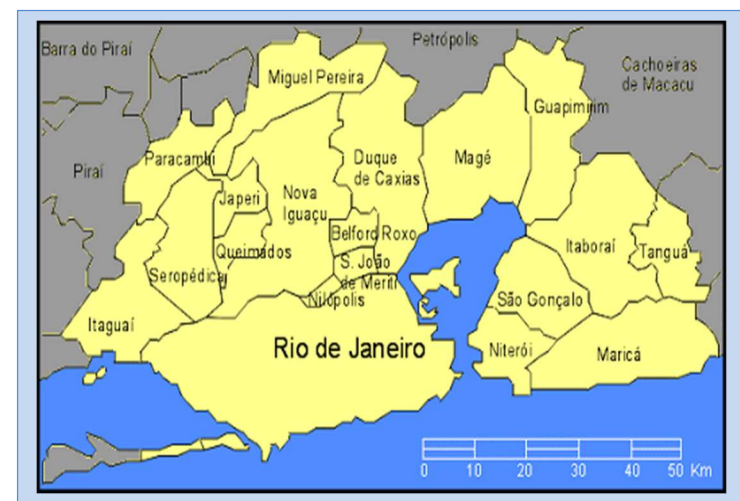 Barra do Piraí
Petrópolis
Cachoeiras
de Macacu
Miguel Pereira
Guapimirim
Paracambi
Piraí
Duque
de Caxias
Magé
Japeri
Nova
Iguaçu
Belford Roxo
Itaboraí
Tanguá
Queimados
S. João
de Meriti
Seropédica
Nilópolis
São Gonçalo
Itaguaí
Rio de Janeiro
Niterói
Maricá
0 10 20 30 40 50 Km